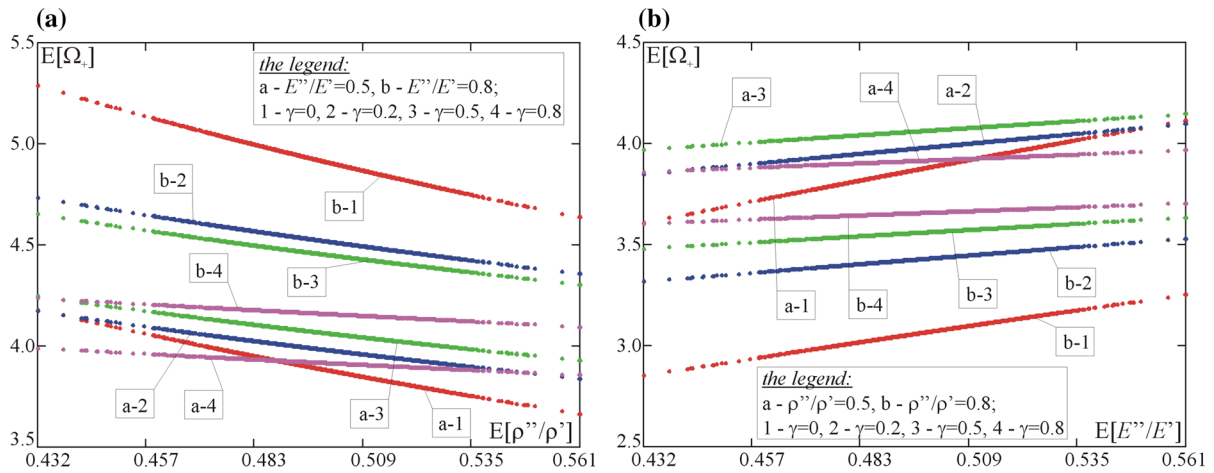 (a)
5.5
E[Ω₊]
the legend:
a - E''/E'=0.5, b - E''/E'=0.8;
1 - γ=0, 2 - γ=0.2, 3 - γ=0.5, 4 - γ=0.8
5.0
b-2
b-1
4.5
b-4
b-3
4.0
a-2
a-4
a-3
a-1
3.5
E[ρ''/ρ']
0.432 0.457 0.483 0.509 0.535 0.561
(b)
4.5
E[Ω₊]
a-3
a-4
a-2
4.0
3.5
a-1
b-4
b-3
b-2
b-1
3.0
the legend:
a - ρ''/ρ'=0.5, b - ρ''/ρ'=0.8;
1 - γ=0, 2 - γ=0.2, 3 - γ=0.5, 4 - γ=0.8
2.5
E[E''/E']
0.432 0.457 0.483 0.509 0.535 0.561